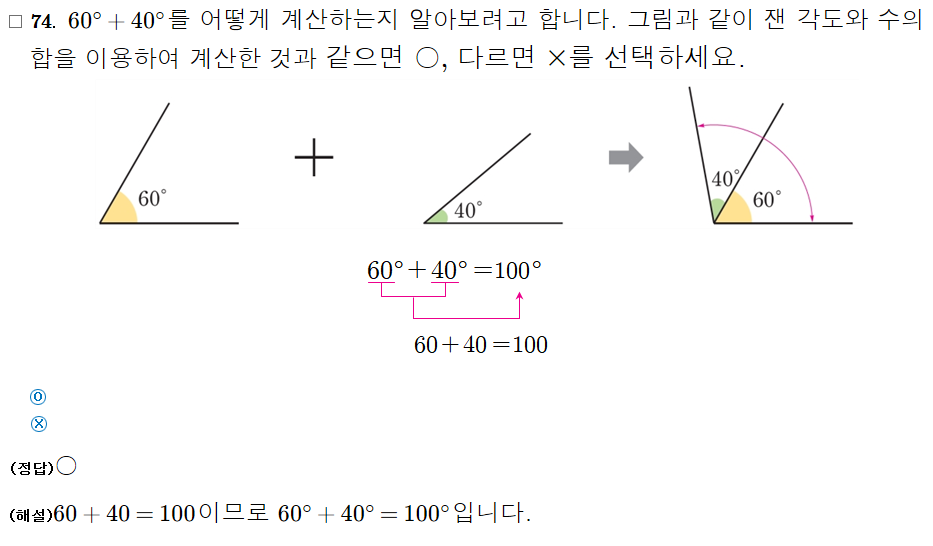 □ 74. 60° + 40°를 어떻게 계산하는지 알아보려고 합니다. 그림과 같이 잰 각도와 수의
합을 이용하여 계산한 것과 같으면 ○, 다르면 ×를 선택하세요.
60° + 40° 40° 60°
60°+40°=100°
60+40=100
ⓞ
ⓧ
(정답)○
(해설)60 + 40 = 100이므로 60° + 40° = 100°입니다.